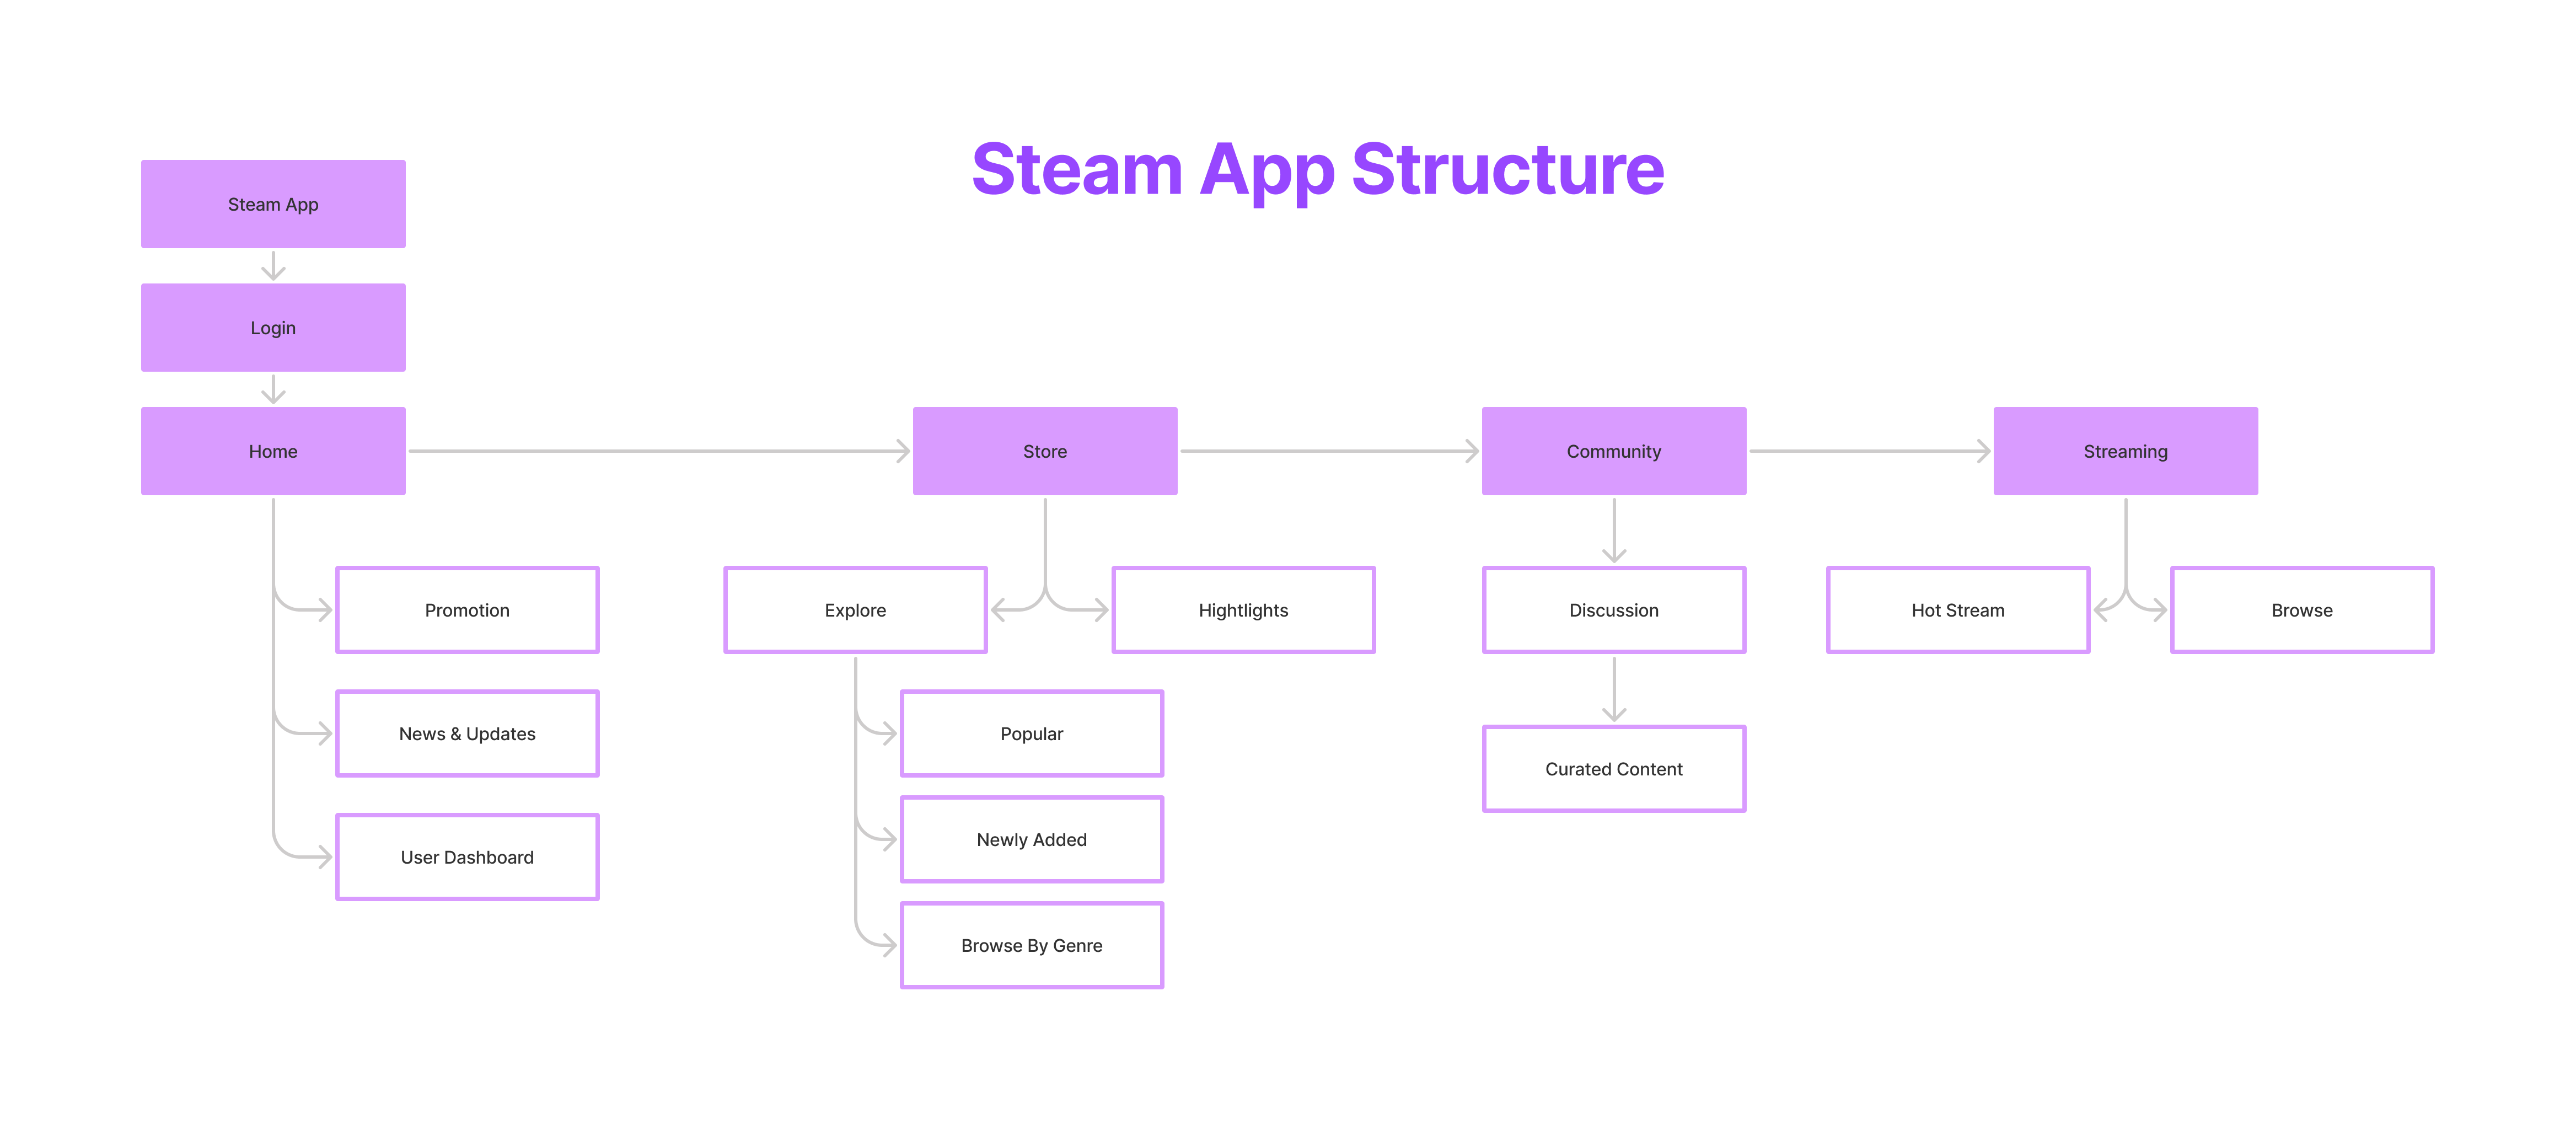 Steam App Structure
Steam App
Login
Home
Store
Community
Streaming
Promotion
News & Updates
User Dashboard
Explore
Hightlights
Popular
Newly Added
Browse By Genre
Discussion
Curated Content
Hot Stream
Browse